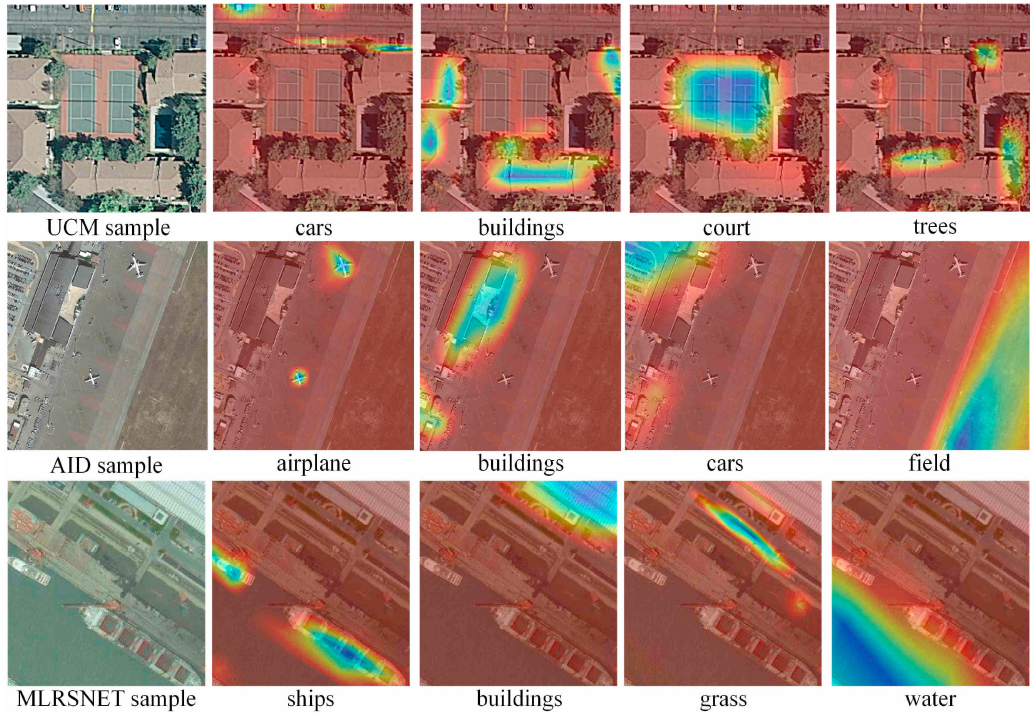 UCM sample cars buildings court trees
AID sample airplane buildings cars field
MLRSNET sample ships buildings grass water